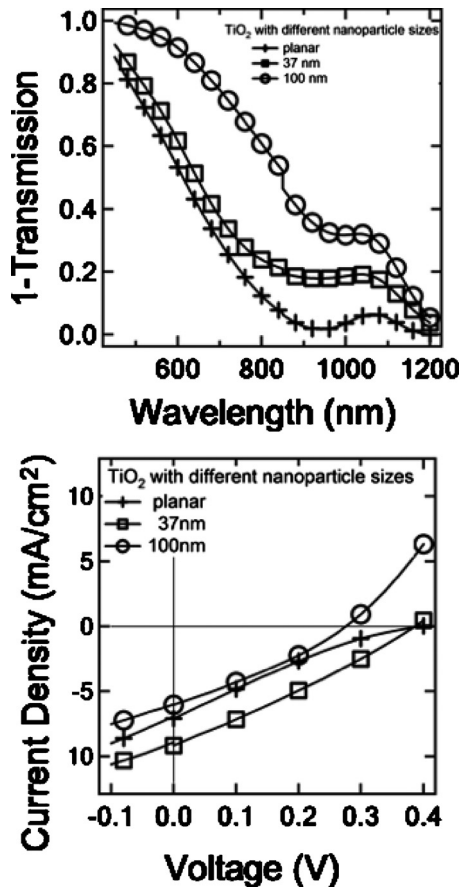 TiO2 with different nanoparticle sizes
planar
37 nm
100 nm
1.0
0.8
0.6
0.4
0.2
0.0
1-Transmission
600 800 1000 1200
Wavelength (nm)
TiO2 with different nanoparticle sizes
planar
37nm
100nm
10
5
0
-5
10
Current Density (mA/cm2)
-0.1 0.0 0.1 0.2 0.3 0.4
Voltage (V)